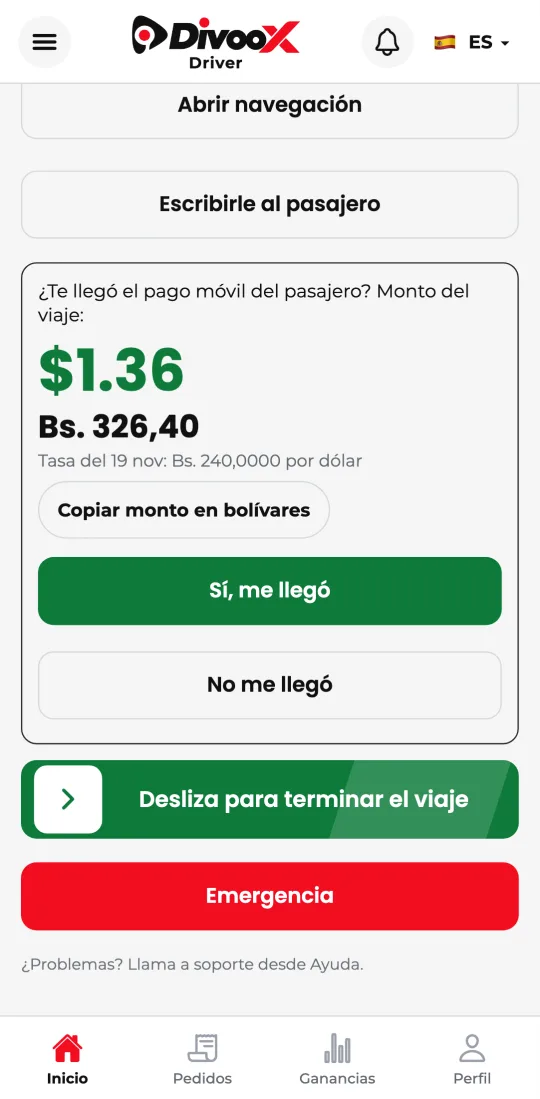 DivooX
Driver
ES
Abrir navegación
Escribirle al pasajero
¿Te llegó el pago móvil del pasajero? Monto del
viaje:
$1.36
Bs. 326,40
Tasa del 19 nov: Bs. 240,0000 por dólar
Copiar monto en bolívares
Sí, me llegó
No me llegó
Desliza para terminar el viaje
Emergencia
¿Problemas? Llama a soporte desde Ayuda.
Inicio
Pedidos
Ganancias
Perfil